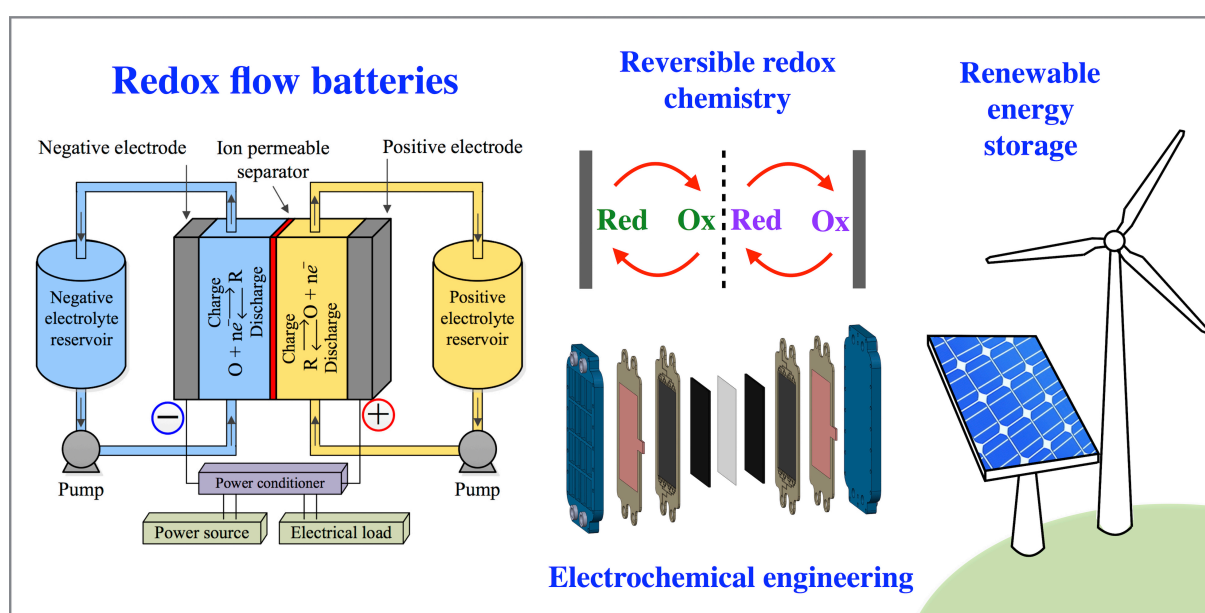 Redox flow batteries
Negative electrode
Ion permeable
separator
Positive electrode
Negative
electrolyte
reservoir
O + ne⁻ ⇄ R
Charge
Discharge
R ⇄ O + ne⁻
Charge
Discharge
Positive
electrolyte
reservoir
−
+
Pump
Pump
Power conditioner
Power source
Electrical load
Reversible redox
chemistry
Red Ox Red Ox
Electrochemical engineering
Renewable
energy
storage